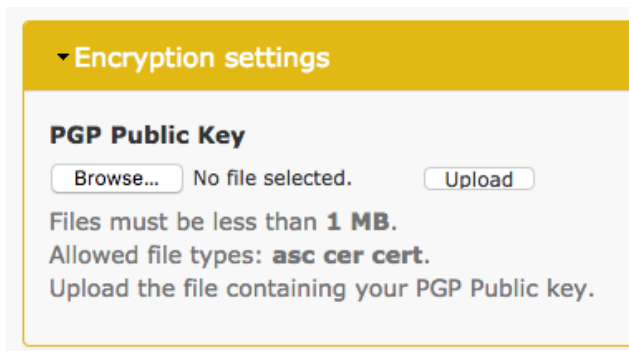 Encryption settings
PGP Public Key
Browse... No file selected. Upload
Files must be less than 1 MB.
Allowed file types: asc cer cert.
Upload the file containing your PGP Public key.